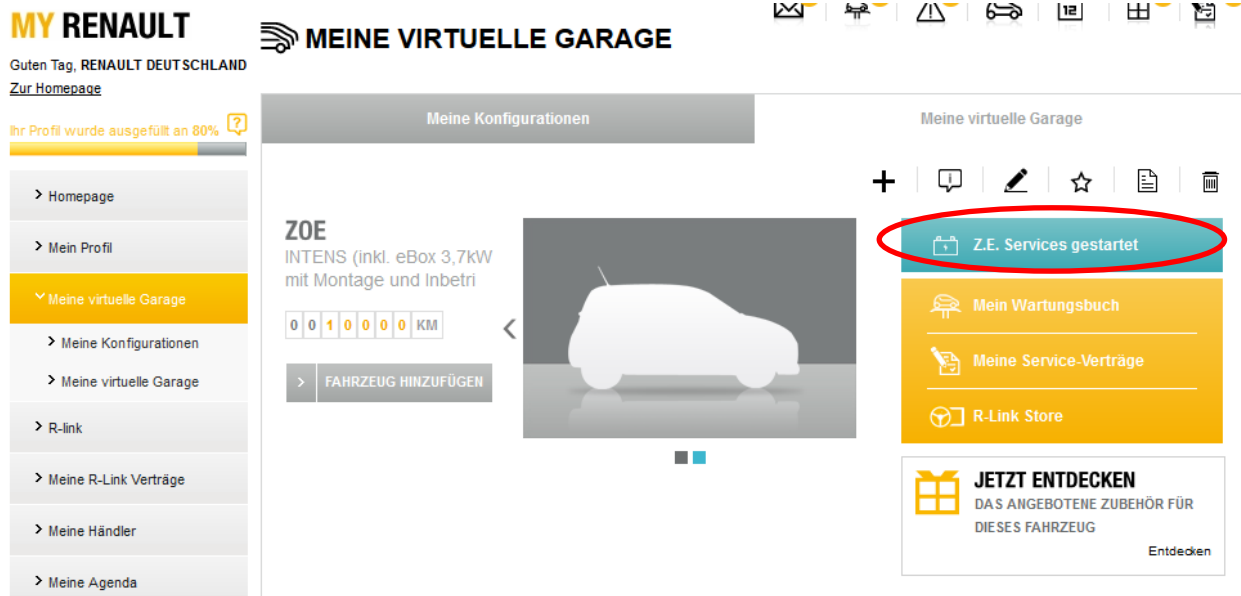 MY RENAULT
Guten Tag, RENAULT DEUTSCHLAND
Zur Homepage
Ihr Profil wurde ausgefüllt an 80% ?
> Homepage
> Mein Profil
Meine virtuelle Garage
> Meine Konfigurationen
> Meine virtuelle Garage
> R-link
> Meine R-Link Verträge
> Meine Händler
> Meine Agenda
MEINE VIRTUELLE GARAGE
12
Meine Konfigurationen
Meine virtuelle Garage
ZOE
INTENS (inkl. eBox 3,7kW
mit Montage und Inbetri
0 0 1 0 0 0 0 KM
> FAHRZEUG HINZUFÜGEN
Z.E. Services gestartet
Mein Wartungsbuch
Meine Service-Verträge
R-Link Store
JETZT ENTDECKEN
DAS ANGEBOTENE ZUBEHÖR FÜR
DIESES FAHRZEUG
Entdecken